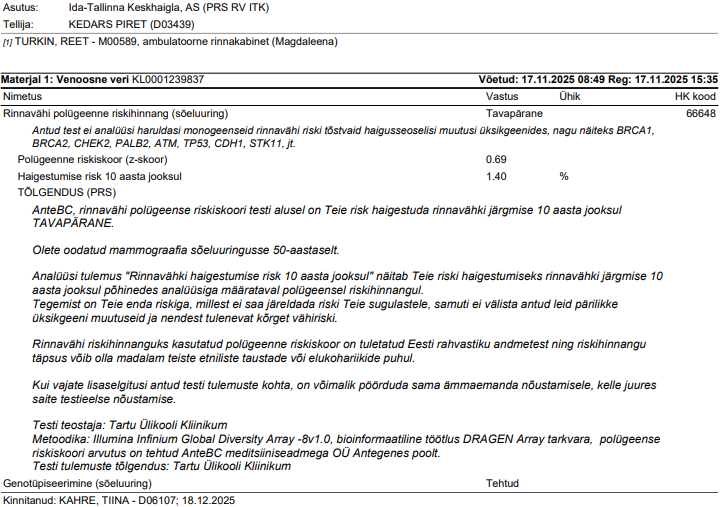 Asutus: Ida-Tallinna Keskhaigla, AS (PRS RV ITK)
Tellija: KEDARS PIRET (D03439)
[1] TURKIN, REET - M00589, ambulatoorne rinnakabinet (Magdaleena)
Materjal 1: Venoosne veri KL0001239837 Võetud: 17.11.2025 08:49 Reg: 17.11.2025 15:35
Nimetus Vastus Ühik HK kood
Rinnavähi polügeenne riskihinnang (sõeluuring) Tavapärane 66648
Antud test ei analüüsi haruldasi monogeenseid rinnavähi riski tõstvaid haigusseoselisi muutusi üksikgeenides, nagu näiteks BRCA1,
BRCA2, CHEK2, PALB2, ATM, TP53, CDH1, STK11, jt.
Polügeenne riskiskoor (z-skoor) 0.69
Haigestumise risk 10 aasta jooksul 1.40 %
TÕLGENDUS (PRS)
AnteBC, rinnavähi polügeense riskiskoori testi alusel on Teie risk haigestuda rinnavähki järgmise 10 aasta jooksul
TAVAPÄRANE.
Olete oodatud mammograafia sõeluuringusse 50-aastaselt.
Analüüsi tulemus "Rinnavähki haigestumise risk 10 aasta jooksul" näitab Teie riski haigestumiseks rinnavähki järgmise 10
aasta jooksul põhinedes analüüsiga määrataval polügeensel riskihinnangul.
Tegemist on Teie enda riskiga, millest ei saa järeldada riski Teie sugulastele, samuti ei välista antud leid pärilikke
üksikgeeni muutuseid ja nendest tulenevat kõrget vähiriski.
Rinnavähi riskihinnanguks kasutatud polügeenne riskiskoor on tuletatud Eesti rahvastiku andmetest ning riskihinnangu
täpsus võib olla madalam teiste etniliste taustade või elukohariikide puhul.
Kui vajate lisaselgitusi antud testi tulemuste kohta, on võimalik pöörduda sama ämmaemanda nõustamisele, kelle juures
saite testieelse nõustamise.
Testi teostaja: Tartu Ülikooli Kliinikum
Metoodika: Illumina Infinium Global Diversity Array -8v1.0, bioinformaatiline töötlus DRAGEN Array tarkvara, polügeense
riskiskoori arvutus on tehtud AnteBC meditsiiniseadmega OÜ Antegenes poolt.
Testi tulemuste tõlgendus: Tartu Ülikooli Kliinikum
Genotüpiseerimine (sõeluuring) Tehtud
Kinnitanud: KAHRE, TIINA - D06107; 18.12.2025